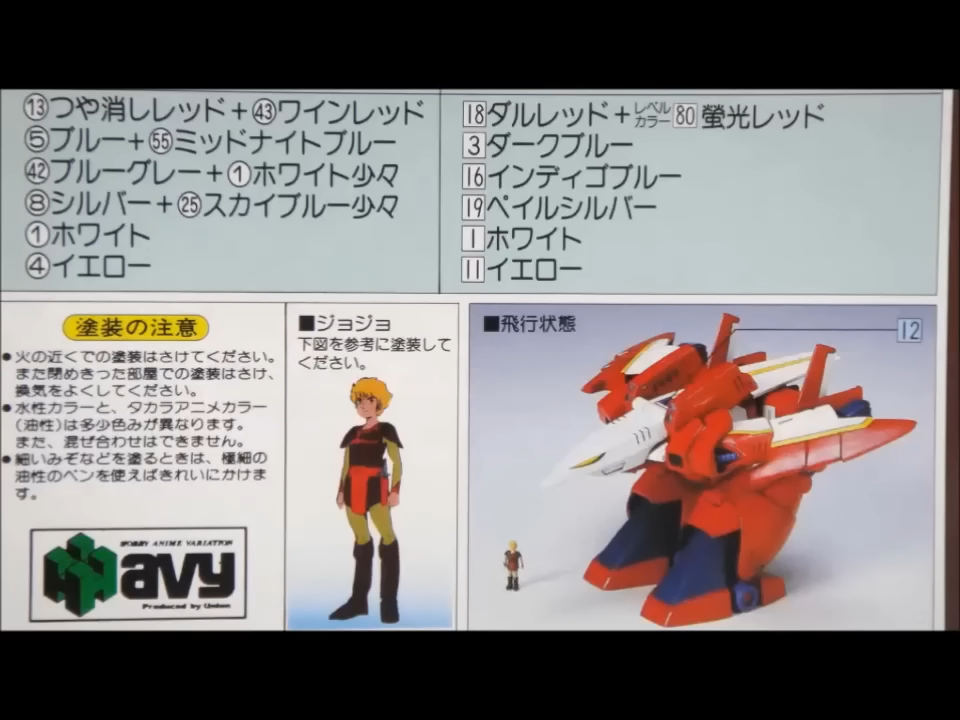 ⑬つや消しレッド+㊸ワインレッド
⑤ブルー+55ミッドナイトブルー
㊷ブルーグレー+①ホワイト少々
⑧シルバー+㉕スカイブルー少々
①ホワイト
④イエロー
18ダルレッド+レベルカラー80螢光レッド
3ダークブルー
16インディゴブルー
19ペイルシルバー
1ホワイト
11イエロー
塗装の注意
●火の近くでの塗装はさけてください。
また閉めきった部屋での塗装はさけ、
換気をよくしてください。
●水性カラーと、タカラアニメカラー
(油性)は多少色みが異なります。
また、混ぜ合わせはできません。
●細いみぞなどを塗るときは、極細の
油性のペンを使えばきれいにかけま
す。
HOBBY ANIME VARIATION
Havy
Produced by Union
■ジョジョ
下図を参考に塗装して
ください。
■飛行状態
12